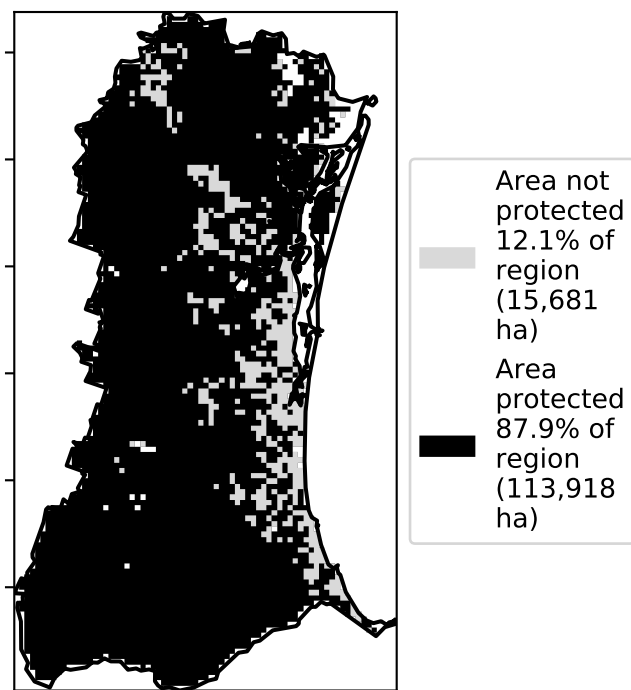 Area not
protected
12.1% of
region
(15,681
ha)
Area
protected
87.9% of
region
(113,918
ha)